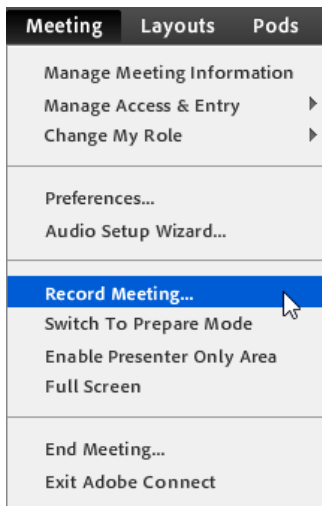 Meeting Layouts Pods
Manage Meeting Information
Manage Access & Entry
Change My Role
Preferences...
Audio Setup Wizard...
Record Meeting...
Switch To Prepare Mode
Enable Presenter Only Area
Full Screen
End Meeting...
Exit Adobe Connect